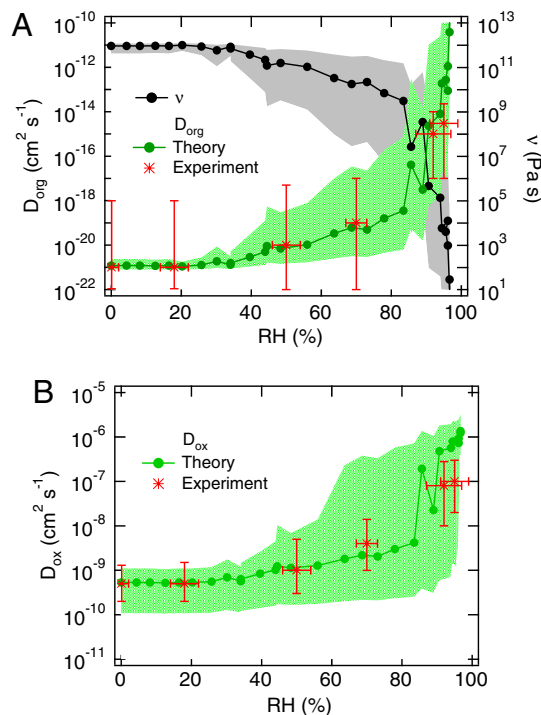 A
10^-10
10^-12
10^-14
10^-16
10^-18
10^-20
10^-22
D_org (cm^2 s^-1)
ν
D_org
Theory
Experiment
10^13
10^11
10^9
10^7
10^5
10^3
10^1
ν (Pa s)
0 20 40 60 80 100
RH (%)
B
10^-5
10^-6
10^-7
10^-8
10^-9
10^-10
10^-11
D_ox (cm^2 s^-1)
D_ox
Theory
Experiment
0 20 40 60 80 100
RH (%)